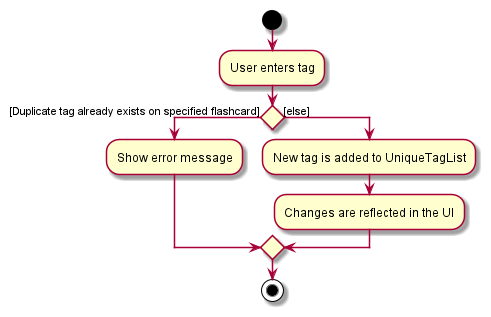 User enters tag
[Duplicate tag already exists on specified flashcard]
[else]
Show error message
New tag is added to UniqueTagList
Changes are reflected in the UI